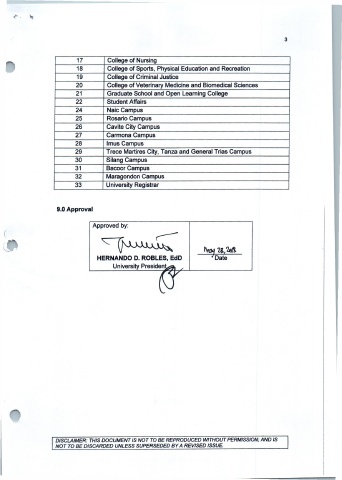 3
17 College of Nursing
18 College of Sports, Physical Education and Recreation
19 College of Criminal Justice
20 College of Veterinary Medicine and Biomedical Sciences
21 Graduate School and Open Learning College
22 Student Affairs
24 Naic Campus
25 Rosario Campus
26 Cavite City Campus
27 Carmona Campus
28 Imus Campus
29 Trece Martires City, Tanza and General Trias Campus
30 Silang Campus
31 Bacoor Campus
32 Maragondon Campus
33 University Registrar
9.0 Approval
Approved by:
HERNANDO D. ROBLES, EdD
University President
28, 2018
Date
DISCLAIMER: THIS DOCUMENT IS NOT TO BE REPRODUCED WITHOUT PERMISSION, AND IS
NOT TO BE DISCARDED UNLESS SUPERSEDED BY A REVISED ISSUE.